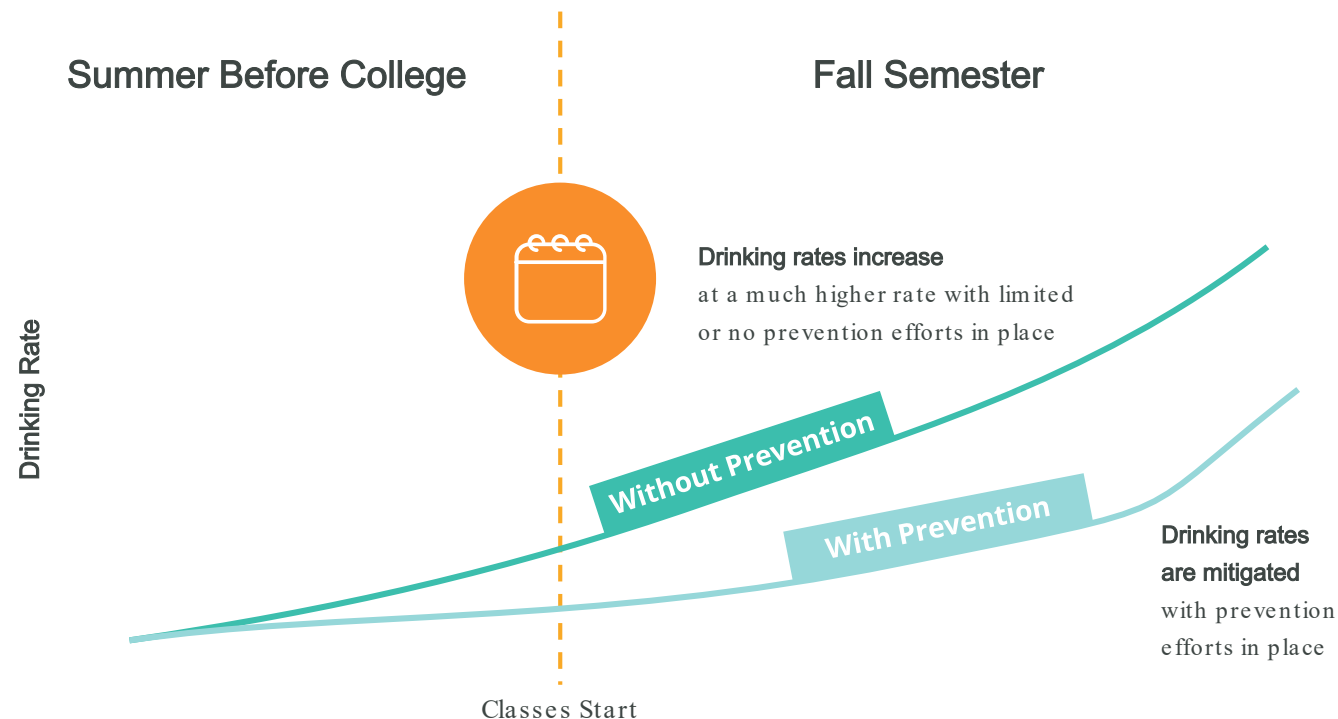 Summer Before College
Fall Semester
Drinking rates increase
at a much higher rate with limited
or no prevention efforts in place
Drinking Rate
Without Prevention
With Prevention
Drinking rates
are mitigated
with prevention
efforts in place
Classes Start